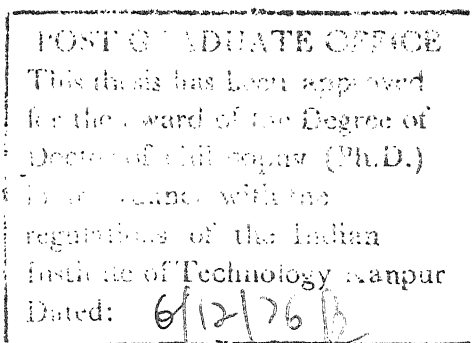 POST GRADUATE OFFICE
This thesis has been approved
for the Award of the Degree of
Doctor of Philosophy (Ph.D.)
in accordance with the
regulations of the Indian
Institute of Technology Kanpur
Dated: 6/12/76